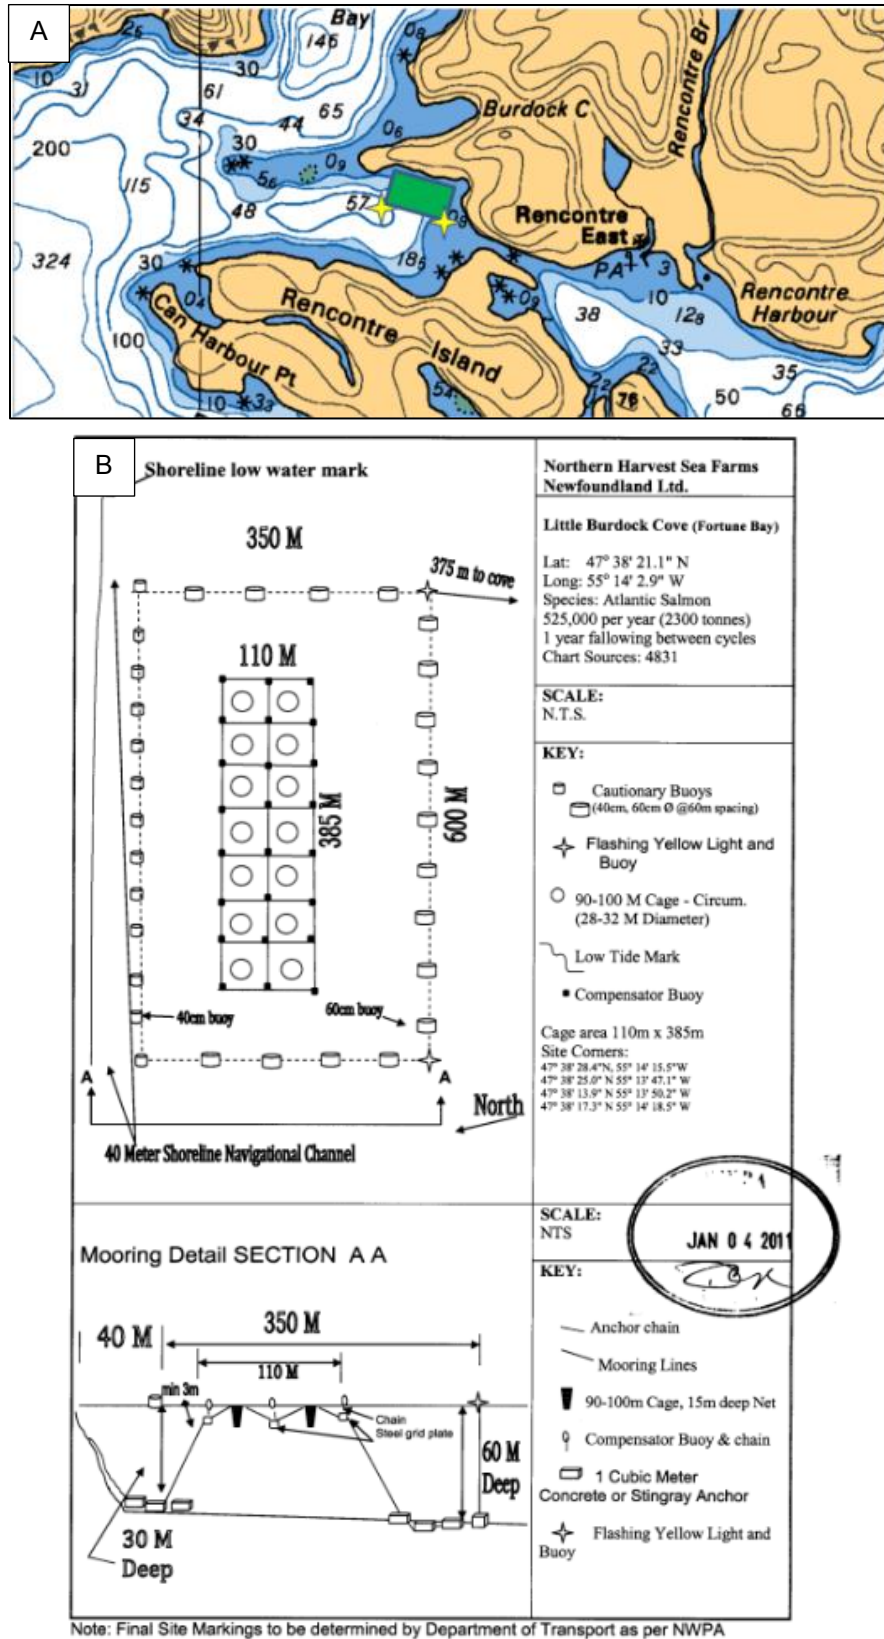 A
26
Bay
146
08
30
10
31
61
65
34
44
06
Burdock C
Rencontre Br
200
30
09
115
56
57
48
08
Rencontre
East
324
30
186
PA
3
04
Rencontre
Island
09
10
Rencontre
Harbour
Can Harbour Pt
38
128
100
33
35
22
22
10
33
54
76
50
66
B
Shoreline low water mark
350 M
375 m to cove
110 M
385 M
600 M
40cm buoy
60cm buoy
A
A
North
40 Meter Shoreline Navigational Channel
Northern Harvest Sea Farms
Newfoundland Ltd.
Little Burdock Cove (Fortune Bay)
Lat: 47° 38' 21.1" N
Long: 55° 14' 2.9" W
Species: Atlantic Salmon
525,000 per year (2300 tonnes)
1 year fallowing between cycles
Chart Sources: 4831
SCALE:
N.T.S.
KEY:
Cautionary Buoys
(40cm, 60cm Ø @60m spacing)
Flashing Yellow Light and
Buoy
90-100 M Cage - Circum.
(28-32 M Diameter)
Low Tide Mark
Compensator Buoy
Cage area 110m x 385m
Site Corners:
47° 38' 28.4"N, 55° 14' 15.5"W
47° 38' 25.0" N 55° 13' 47.1" W
47° 38' 13.9" N 55° 13' 50.2" W
47° 38' 17.3" N 55° 14' 18.5" W
Mooring Detail SECTION A A
40 M
350 M
110 M
min 3m
Chain
Steel grid plate
60 M
Deep
30 M
Deep
SCALE:
NTS
JAN 04 2011
KEY:
Anchor chain
Mooring Lines
90-100m Cage, 15m deep Net
Compensator Buoy & chain
1 Cubic Meter
Concrete or Stingray Anchor
Flashing Yellow Light and
Buoy
Note: Final Site Markings to be determined by Department of Transport as per NWPA